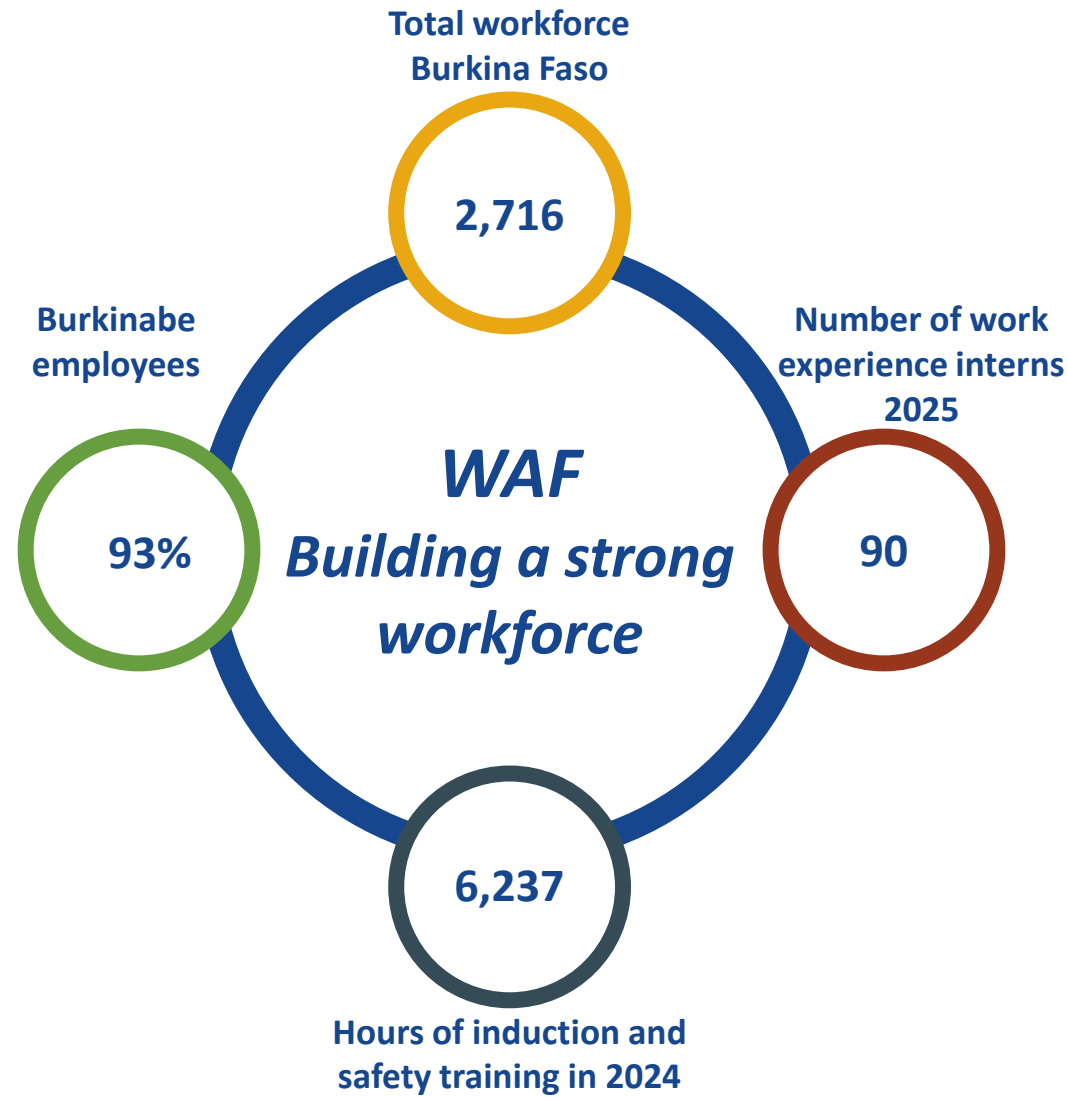 Total workforce
Burkina Faso
2,716
Burkinabe
employees
93%
Number of work
experience interns
2025
90
WAF
Building a strong
workforce
6,237
Hours of induction and
safety training in 2024